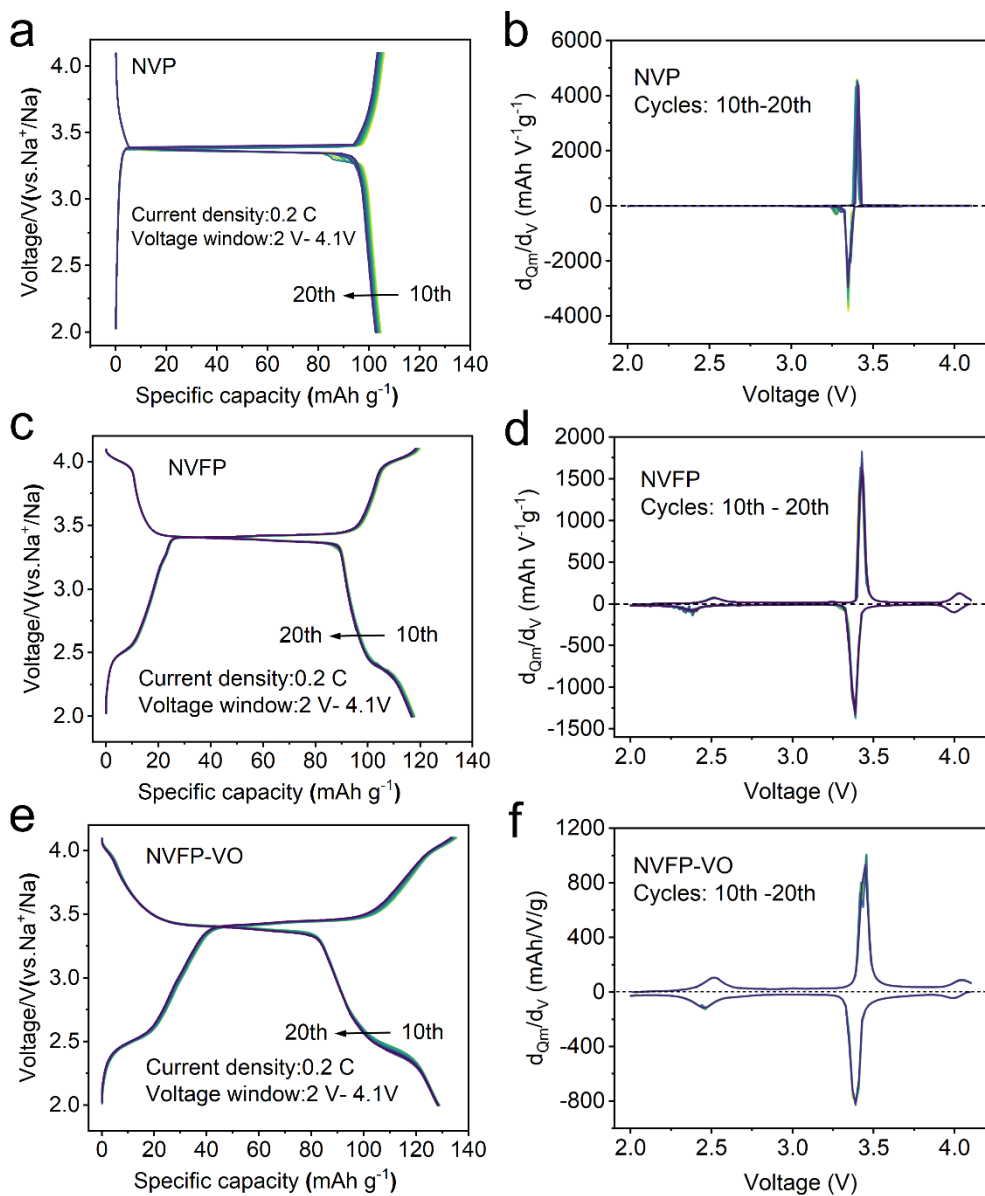 a
NVP
Current density:0.2 C
Voltage window:2 V- 4.1V
20th
10th
4.0
3.5
3.0
2.5
2.0
Voltage/V(vs.Na⁺/Na)
0 20 40 60 80 100 120 140
Specific capacity (mAh g⁻¹)
b
NVP
Cycles: 10th-20th
6000
4000
2000
0
-2000
-4000
d_Qm/d_V (mAh V⁻¹g⁻¹)
2.0 2.5 3.0 3.5 4.0
Voltage (V)
c
NVFP
20th
10th
Current density:0.2 C
Voltage window:2 V- 4.1V
4.0
3.5
3.0
2.5
2.0
Voltage/V(vs.Na⁺/Na)
0 20 40 60 80 100 120 140
Specific capacity (mAh g⁻¹)
d
NVFP
Cycles: 10th - 20th
2000
1500
1000
500
0
-500
-1000
-1500
d_Qm/d_V (mAh V⁻¹g⁻¹)
2.0 2.5 3.0 3.5 4.0
Voltage (V)
e
NVFP-VO
20th
10th
Current density:0.2 C
Voltage window:2 V- 4.1V
4.0
3.5
3.0
2.5
2.0
Voltage/V(vs.Na⁺/Na)
0 20 40 60 80 100 120 140
Specific capacity (mAh g⁻¹)
f
NVFP-VO
Cycles: 10th -20th
1200
800
400
0
-400
-800
d_Qm/d_V (mAh/V/g)
2.0 2.5 3.0 3.5 4.0
Voltage (V)